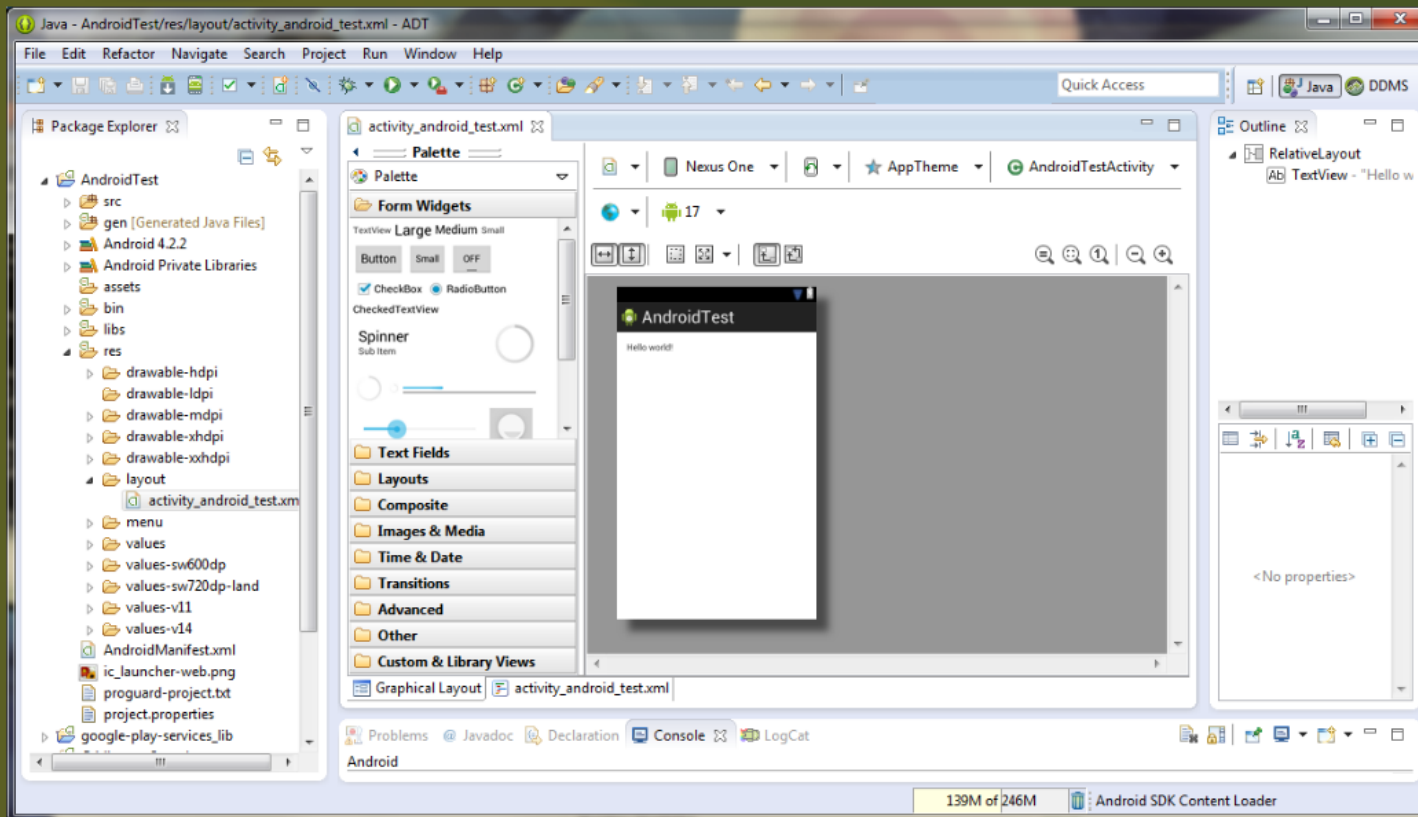 Java - AndroidTest/res/layout/activity_android_test.xml - ADT
File Edit Refactor Navigate Search Project Run Window Help
Quick Access
Java
DDMS
Package Explorer
AndroidTest
src
gen [Generated Java Files]
Android 4.2.2
Android Private Libraries
assets
bin
libs
res
drawable-hdpi
drawable-ldpi
drawable-mdpi
drawable-xhdpi
drawable-xxhdpi
layout
activity_android_test.xm
menu
values
values-sw600dp
values-sw720dp-land
values-v11
values-v14
AndroidManifest.xml
ic_launcher-web.png
proguard-project.txt
project.properties
google-play-services_lib
activity_android_test.xml
Palette
Palette
Form Widgets
TextView Large Medium Small
Button Small OFF
CheckBox RadioButton
CheckedTextView
Spinner
Sub Item
Text Fields
Layouts
Composite
Images & Media
Time & Date
Transitions
Advanced
Other
Custom & Library Views
Graphical Layout activity_android_test.xml
Nexus One AppTheme AndroidTestActivity
17
AndroidTest
Hello world!
Outline
RelativeLayout
Ab TextView - "Hello w
<No properties>
Problems @ Javadoc Declaration Console LogCat
Android
139M of 246M
Android SDK Content Loader